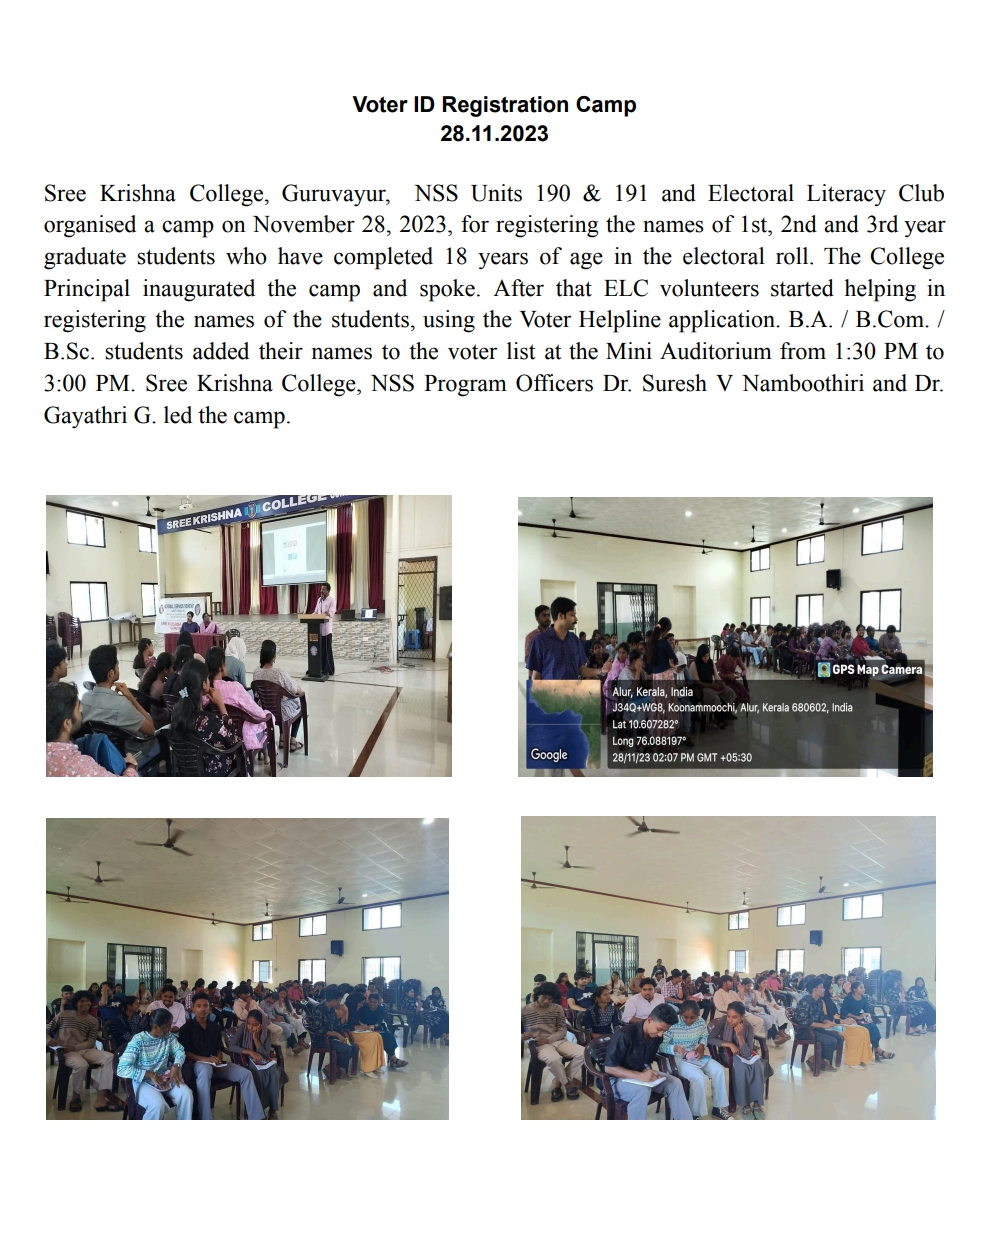 Voter ID Registration Camp
28.11.2023
Sree Krishna College, Guruvayur, NSS Units 190 & 191 and Electoral Literacy Club
organised a camp on November 28, 2023, for registering the names of 1st, 2nd and 3rd year
graduate students who have completed 18 years of age in the electoral roll. The College
Principal inaugurated the camp and spoke. After that ELC volunteers started helping in
registering the names of the students, using the Voter Helpline application. B.A. / B.Com. /
B.Sc. students added their names to the voter list at the Mini Auditorium from 1:30 PM to
3:00 PM. Sree Krishna College, NSS Program Officers Dr. Suresh V Namboothiri and Dr.
Gayathri G. led the camp.
SREE KRISHNA COLLEGE
GPS Map Camera
Alur, Kerala, India
J34Q+WG8, Koonammoochi, Alur, Kerala 680602, India
Lat 10.607282°
Long 76.088197°
28/11/23 02:07 PM GMT +05:30
Google